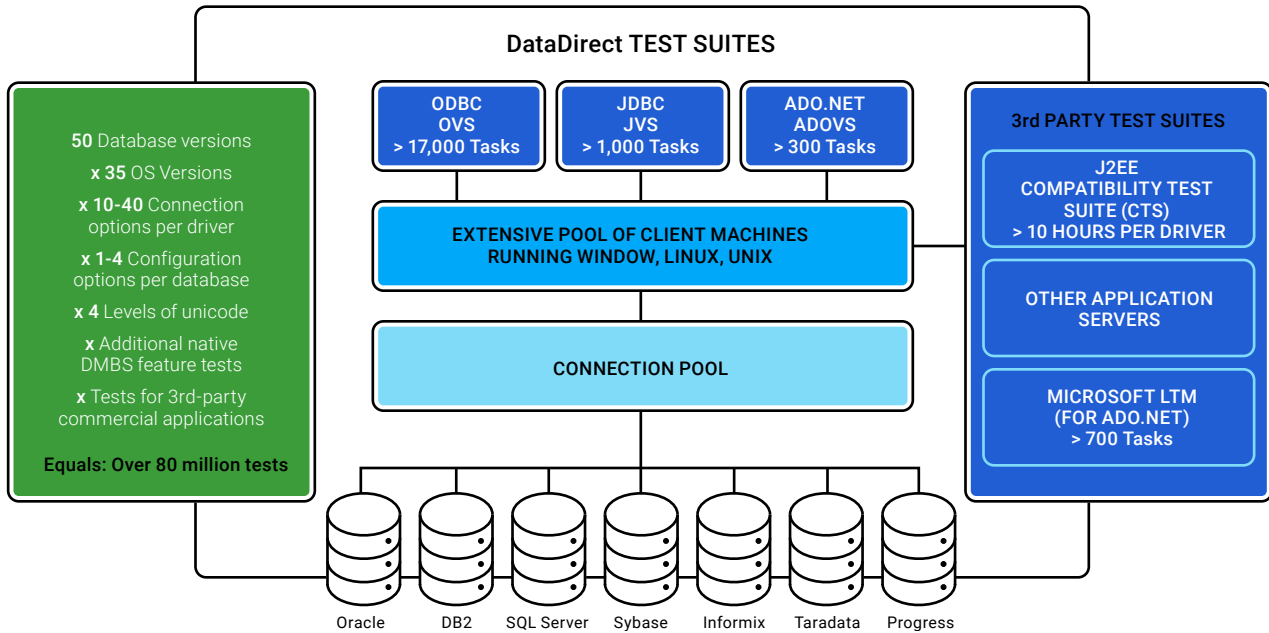 DataDirect TEST SUITES
50 Database versions
x 35 OS Versions
x 10-40 Connection
options per driver
x 1-4 Configuration
options per database
x 4 Levels of unicode
x Additional native
DMBS feature tests
x Tests for 3rd-party
commercial applications
Equals: Over 80 million tests
ODBC
OVS
> 17,000 Tasks
JDBC
JVS
> 1,000 Tasks
ADO.NET
ADOVS
> 300 Tasks
EXTENSIVE POOL OF CLIENT MACHINES
RUNNING WINDOW, LINUX, UNIX
CONNECTION POOL
3rd PARTY TEST SUITES
J2EE
COMPATIBILITY TEST
SUITE (CTS)
> 10 HOURS PER DRIVER
OTHER APPLICATION
SERVERS
MICROSOFT LTM
(FOR ADO.NET)
> 700 Tasks
Oracle
DB2
SQL Server
Sybase
Informix
Taradata
Progress